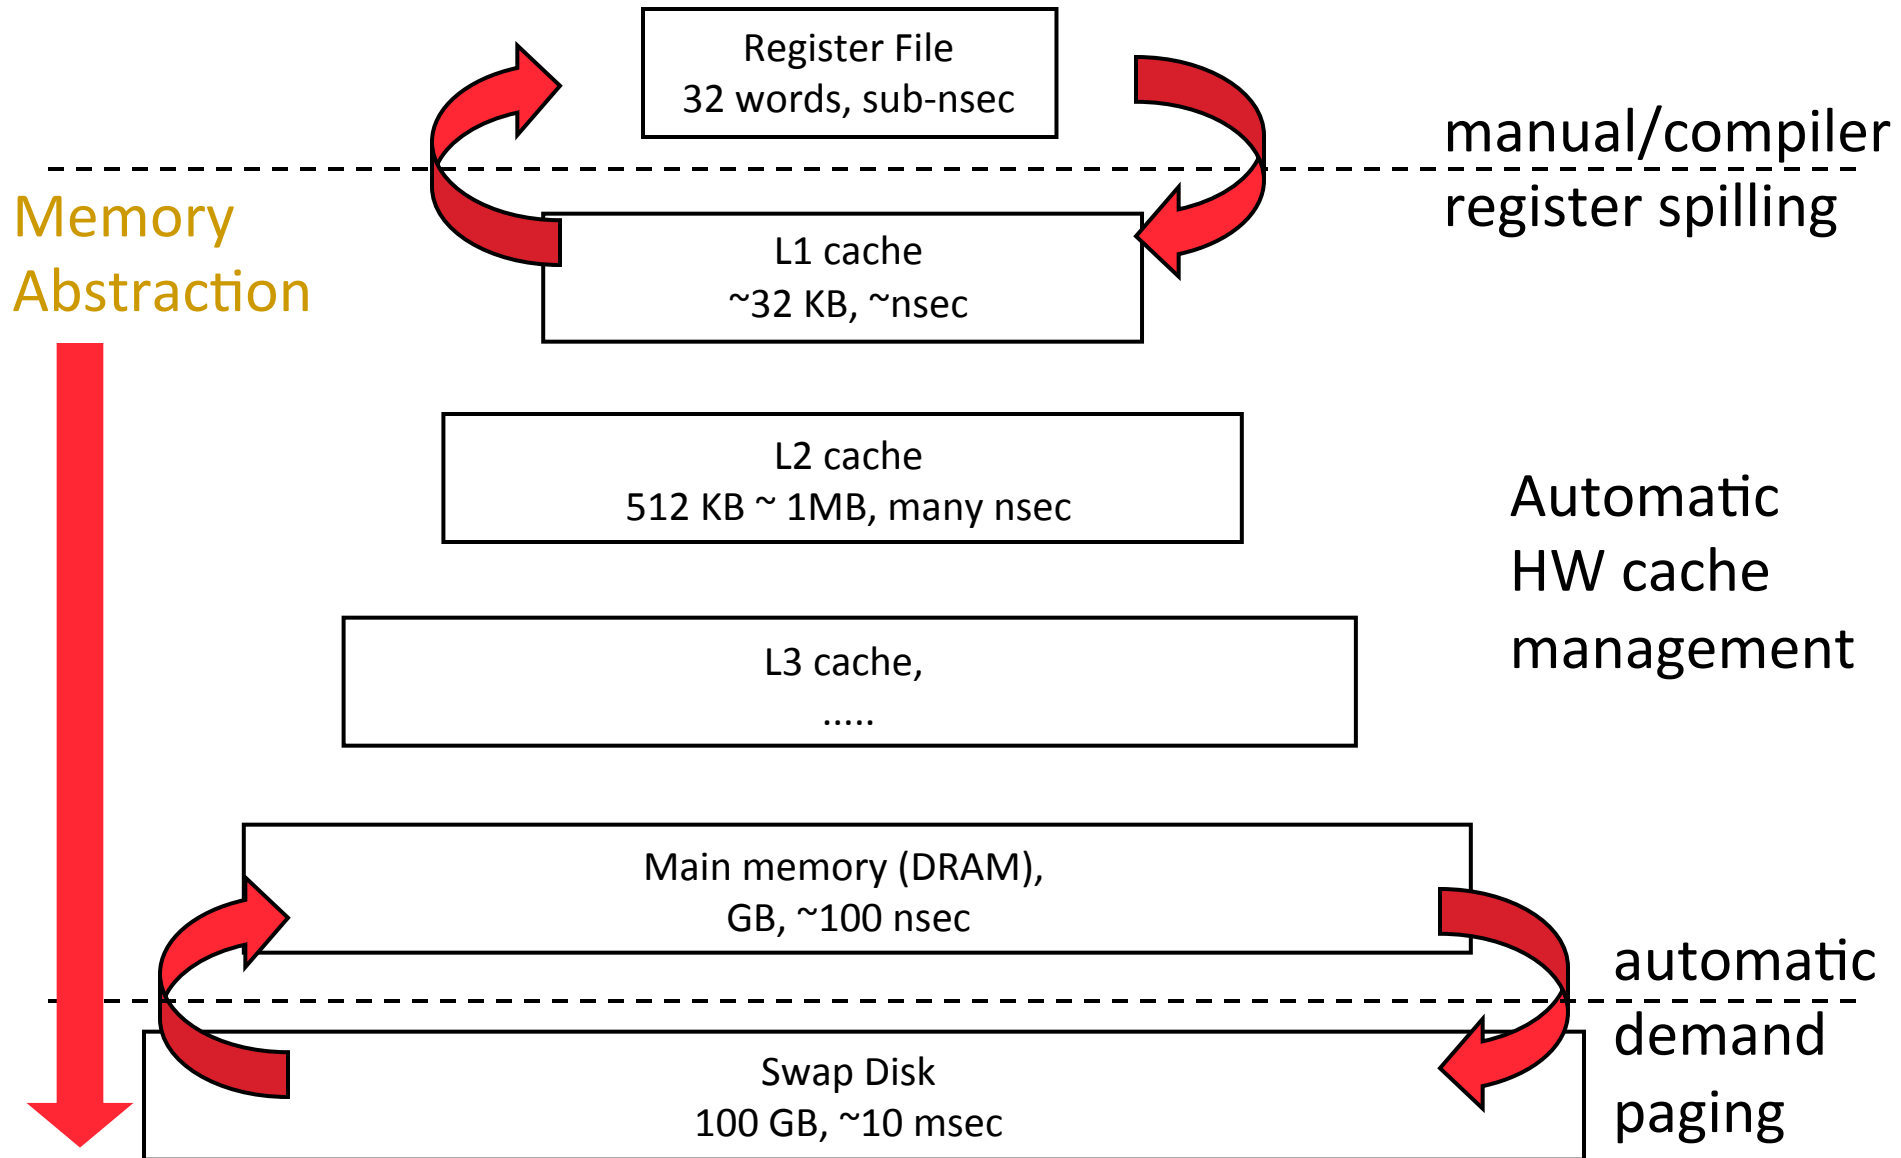 Register File
32 words, sub-nsec
manual/compiler
register spilling
Memory
Abstraction
L1 cache
~32 KB, ~nsec
L2 cache
512 KB ~ 1MB, many nsec
Automatic
HW cache
management
L3 cache,
.....
Main memory (DRAM),
GB, ~100 nsec
automatic
demand
paging
Swap Disk
100 GB, ~10 msec